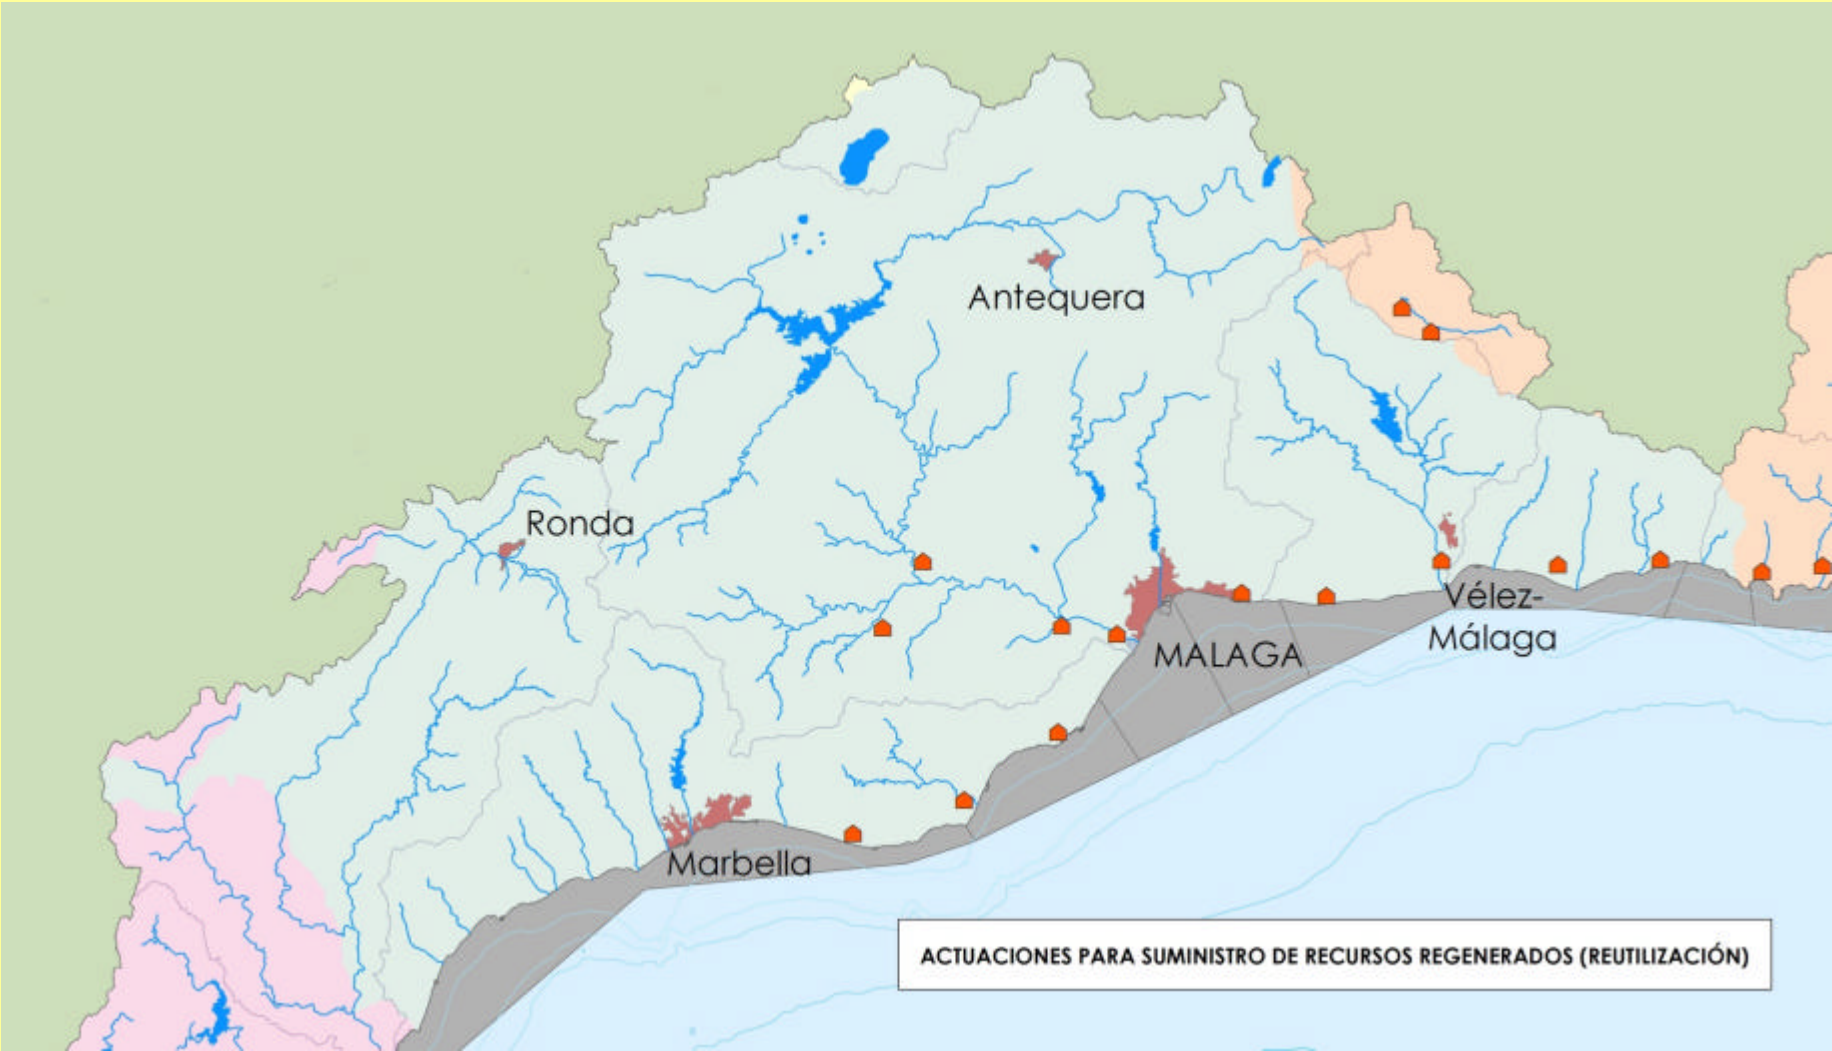 Antequera
Ronda
Vélez-
Málaga
MALAGA
Marbella
ACTUACIONES PARA SUMINISTRO DE RECURSOS REGENERADOS (REUTILIZACIÓN)